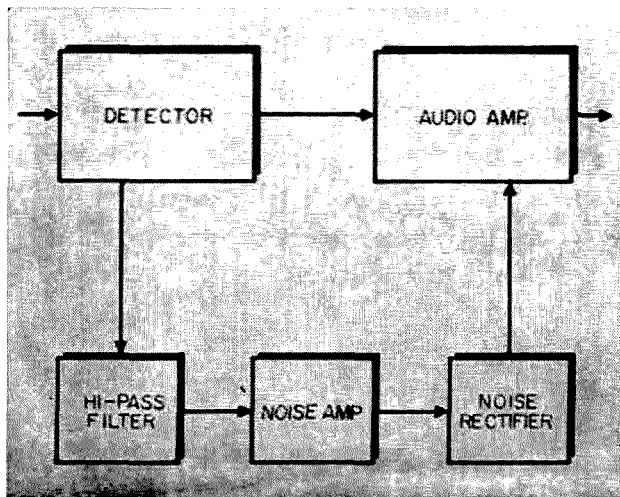 DETECTOR
AUDIO AMP.
HI-PASS
FILTER
NOISE AMP
NOISE
RECTIFIER